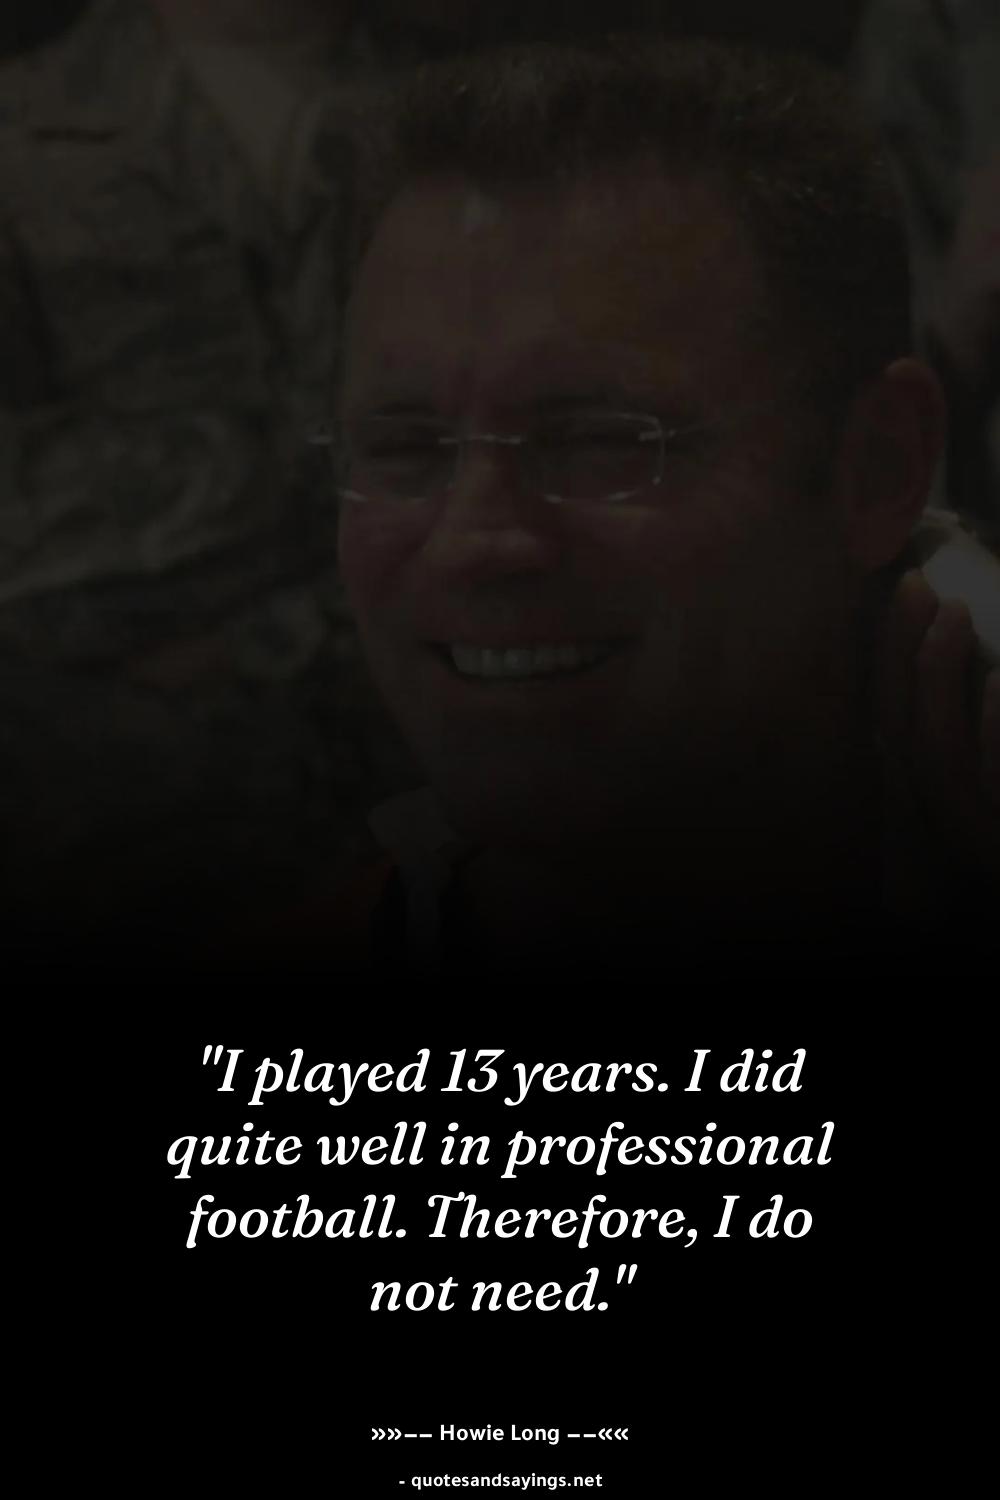 "I played 13 years. I did
quite well in professional
football. Therefore, I do
not need."
»»–– Howie Long ––««
- quotesandsayings.net